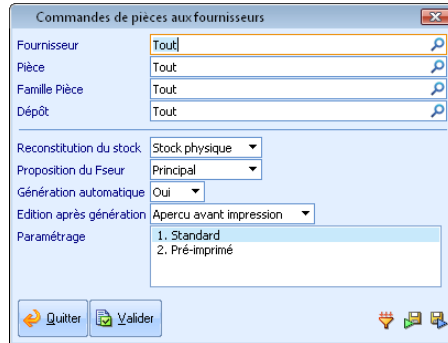 Commandes de pièces aux fournisseurs
Fournisseur Tout
Pièce Tout
Famille Pièce Tout
Dépôt Tout
Reconstitution du stock Stock physique
Proposition du Fseur Principal
Génération automatique Oui
Edition après génération Apercu avant impression
Paramétrage 1. Standard
2. Pré-imprimé
Quitter Valider